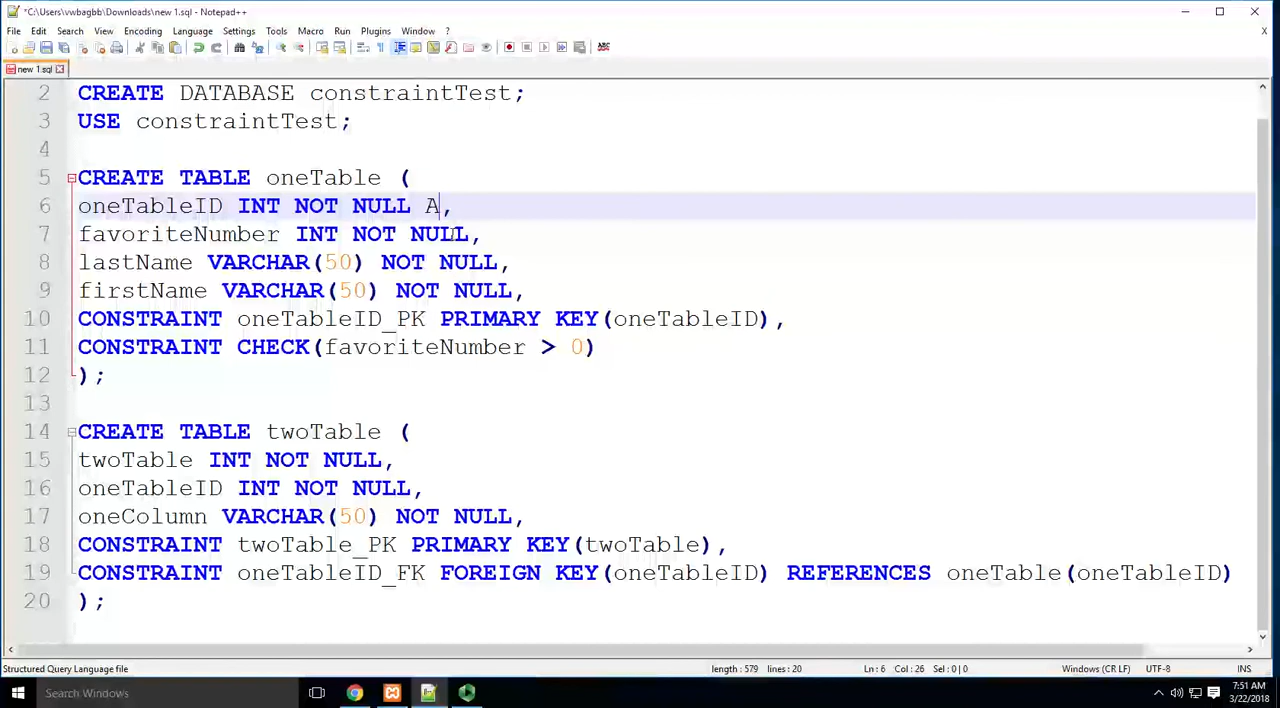 *C:\Users\vwbagbb\Downloads\new 1.sql - Notepad++
File Edit Search View Encoding Language Settings Tools Macro Run Plugins Window ?
new 1.sql
2 CREATE DATABASE constraintTest;
3 USE constraintTest;
4
5 CREATE TABLE oneTable (
6 oneTableID INT NOT NULL A,
7 favoriteNumber INT NOT NULL,
8 lastName VARCHAR(50) NOT NULL,
9 firstName VARCHAR(50) NOT NULL,
10 CONSTRAINT oneTableID_PK PRIMARY KEY(oneTableID),
11 CONSTRAINT CHECK(favoriteNumber > 0)
12 );
13
14 CREATE TABLE twoTable (
15 twoTable INT NOT NULL,
16 oneTableID INT NOT NULL,
17 oneColumn VARCHAR(50) NOT NULL,
18 CONSTRAINT twoTable_PK PRIMARY KEY(twoTable),
19 CONSTRAINT oneTableID_FK FOREIGN KEY(oneTableID) REFERENCES oneTable(oneTableID)
20 );
Structured Query Language file length : 579 lines : 20 Ln : 6 Col : 26 Sel : 0 | 0 Windows (CR LF) UTF-8 INS
Search Windows 7:51 AM
3/22/2018